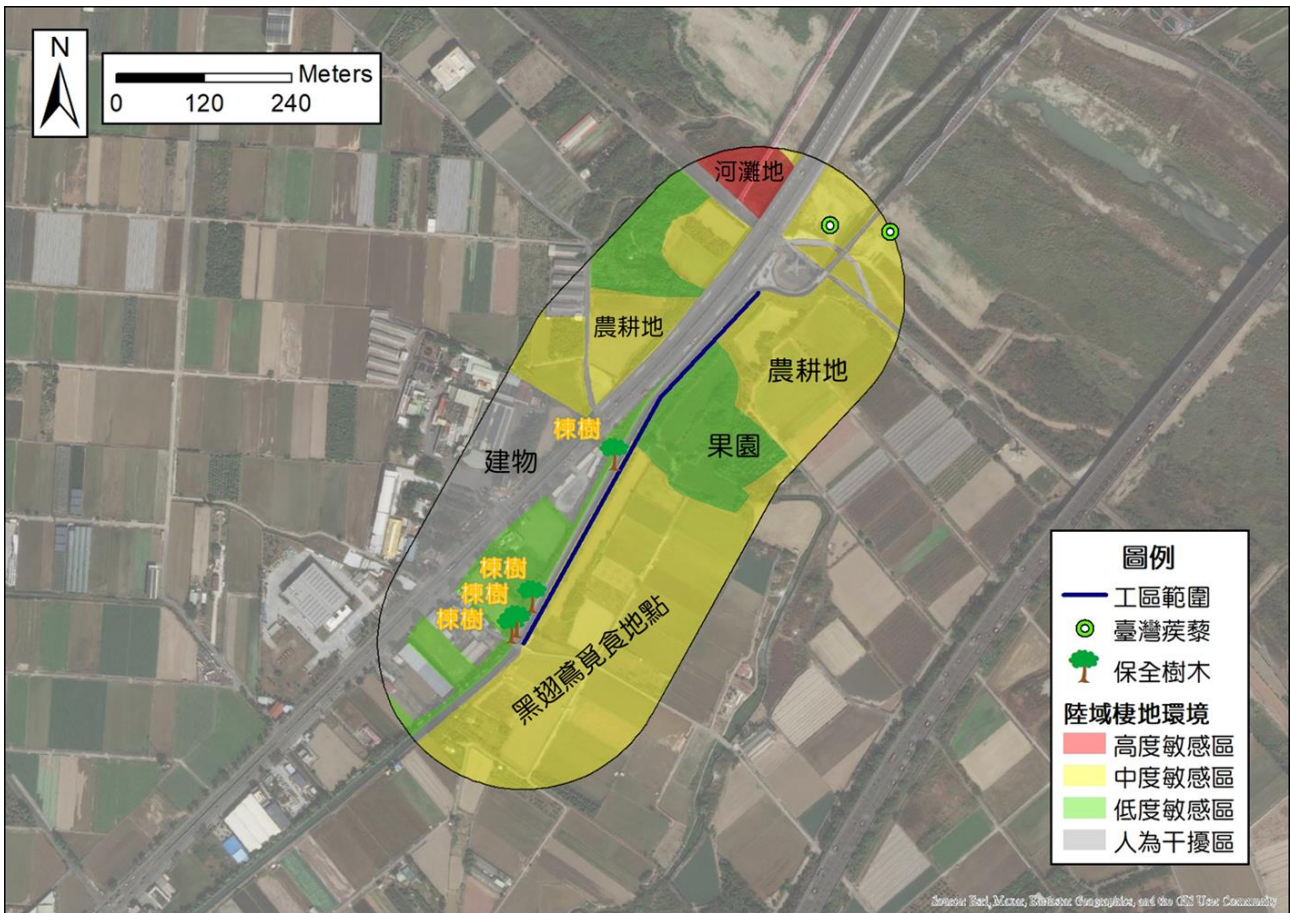 N
Meters
0 120 240
河灘地
農耕地
農耕地
楝樹
建物
果園
楝樹
楝樹
楝樹
黑翅鳶覓食地點
圖例
工區範圍
臺灣蒺藜
保全樹木
陸域棲地環境
高度敏感區
中度敏感區
低度敏感區
人為干擾區
Source: Esri, Maxar, Earthstar Geographics, and the GIS User Community